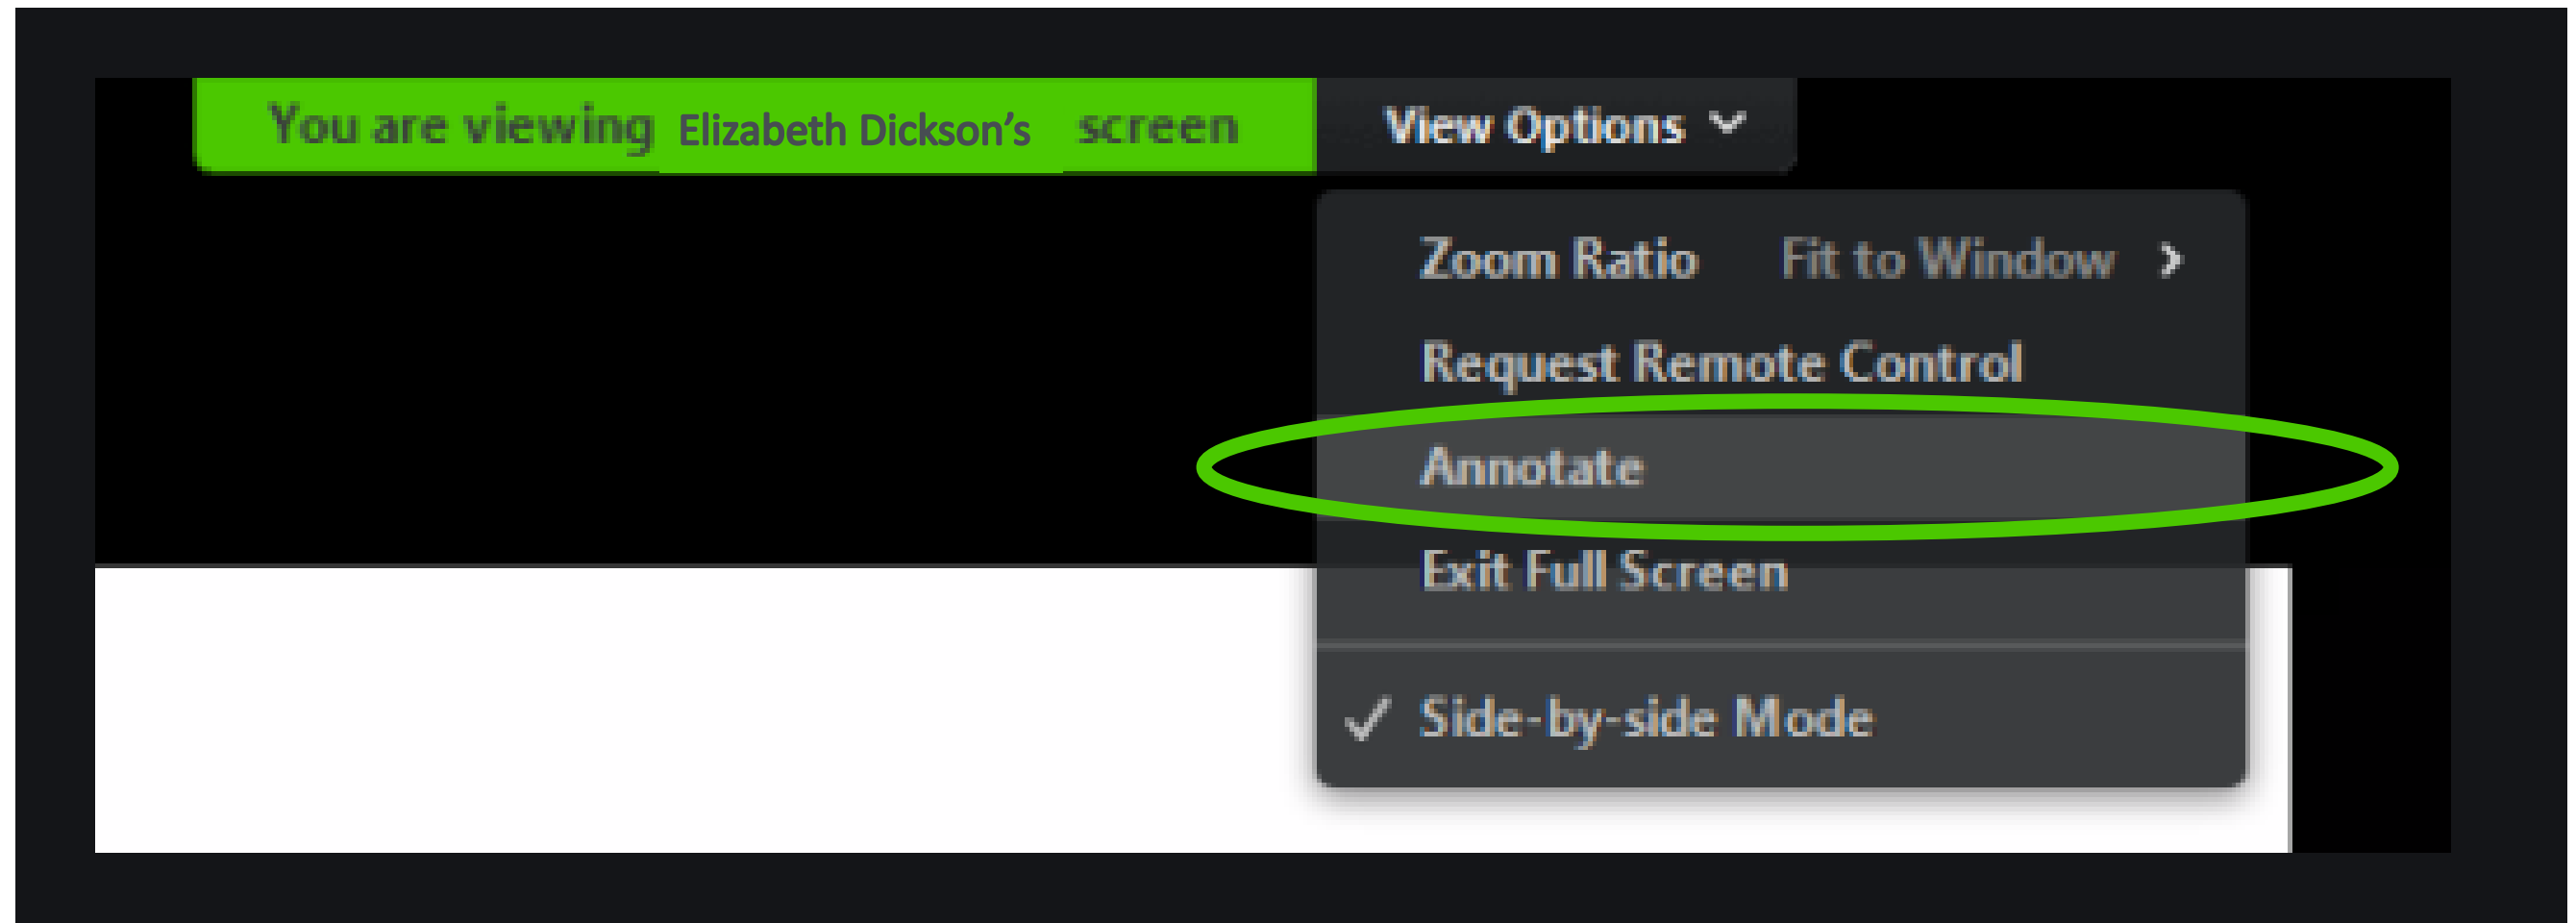 You are viewing Elizabeth Dickson’s screen View Options
Zoom Ratio Fit to Window >
Request Remote Control
Annotate
Exit Full Screen
✓ Side-by-side Mode